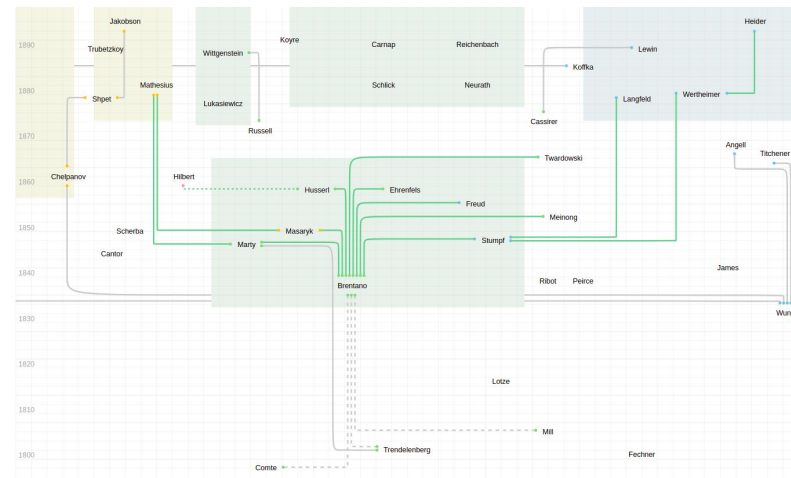 Jakobson
Heider
1890
Koyre
Carnap
Reichenbach
Trubetzkoy
Wittgenstein
Lewin
Koffka
1880
Mathesius
Schlick
Neurath
Shpet
Lukasiewicz
Langfeld
Wertheimer
Cassirer
Russell
1870
Angell
Titchener
Twardowski
1860
Chelpanov
Hilbert
Husserl
Ehrenfels
Freud
Meinong
1850
Scherba
Masaryk
Marty
Stumpf
Cantor
1840
James
Brentano
Ribot
Peirce
1830
Wun
1820
Lotze
1810
Mill
Trendelenberg
1800
Comte
Fechner